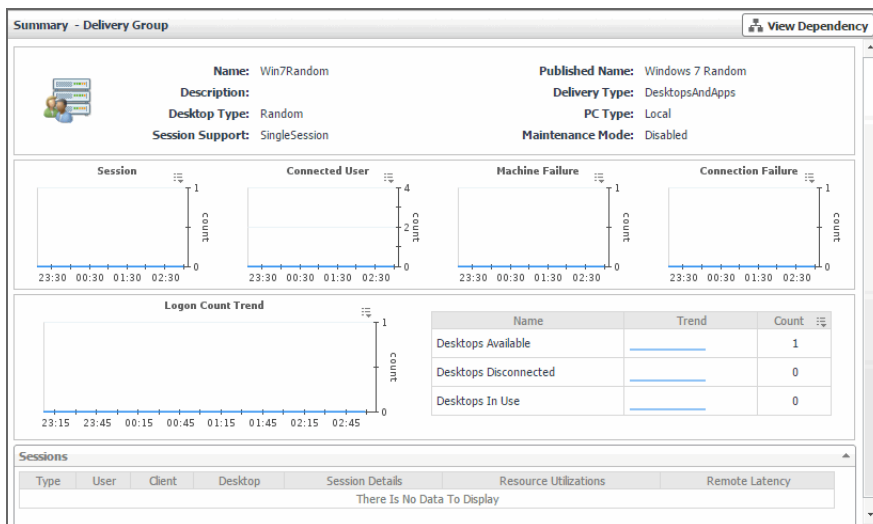 Summary - Delivery Group
View Dependency
Name: Win7Random
Published Name: Windows 7 Random
Description:
Delivery Type: DesktopsAndApps
Desktop Type: Random
PC Type: Local
Session Support: SingleSession
Maintenance Mode: Disabled
Session
1
count
0
23:30 00:30 01:30 02:30
Connected User
4
2
count
0
23:30 00:30 01:30 02:30
Machine Failure
1
count
0
23:30 00:30 01:30 02:30
Connection Failure
1
count
0
23:30 00:30 01:30 02:30
Logon Count Trend
1
count
0
23:15 23:45 00:15 00:45 01:15 01:45 02:15 02:45
Name Trend Count
Desktops Available 1
Desktops Disconnected 0
Desktops In Use 0
Sessions
Type User Client Desktop Session Details Resource Utilizations Remote Latency
There Is No Data To Display